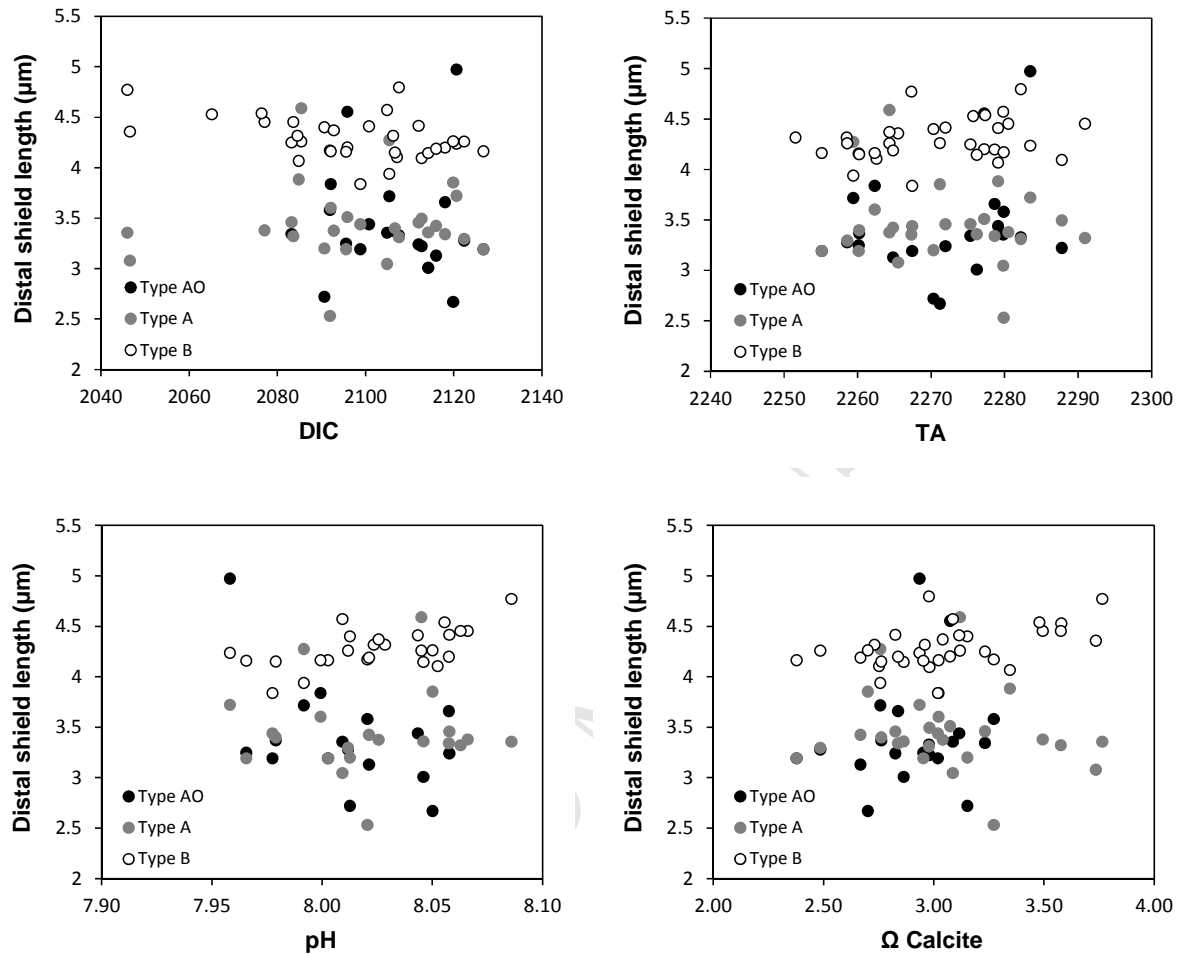 Distal shield length (µm)
5.5
5
4.5
4
3.5
3
2.5
2
Type AO
Type A
Type B
2040 2060 2080 2100 2120 2140
DIC
Distal shield length (µm)
5.5
5
4.5
4
3.5
3
2.5
2
Type AO
Type A
Type B
2240 2250 2260 2270 2280 2290 2300
TA
Distal shield length (µm)
5.5
5
4.5
4
3.5
3
2.5
2
Type AO
Type A
Type B
7.90 7.95 8.00 8.05 8.10
pH
Distal shield length (µm)
5.5
5
4.5
4
3.5
3
2.5
2
Type AO
Type A
Type B
2.00 2.50 3.00 3.50 4.00
Ω Calcite